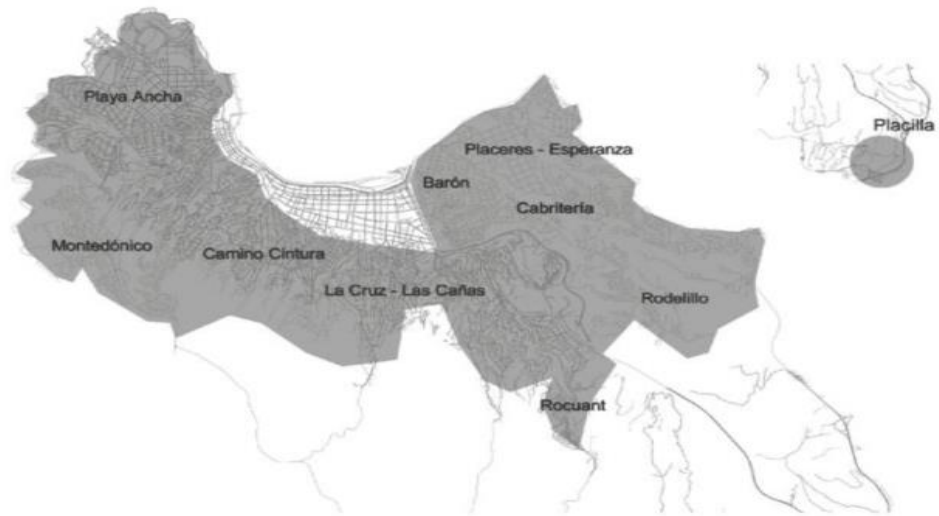 Playa Ancha
Placilla
Placeres - Esperanza
Barón
Cabritería
Montedónico
Camino Cintura
La Cruz - Las Cañas
Rodelillo
Rocuant